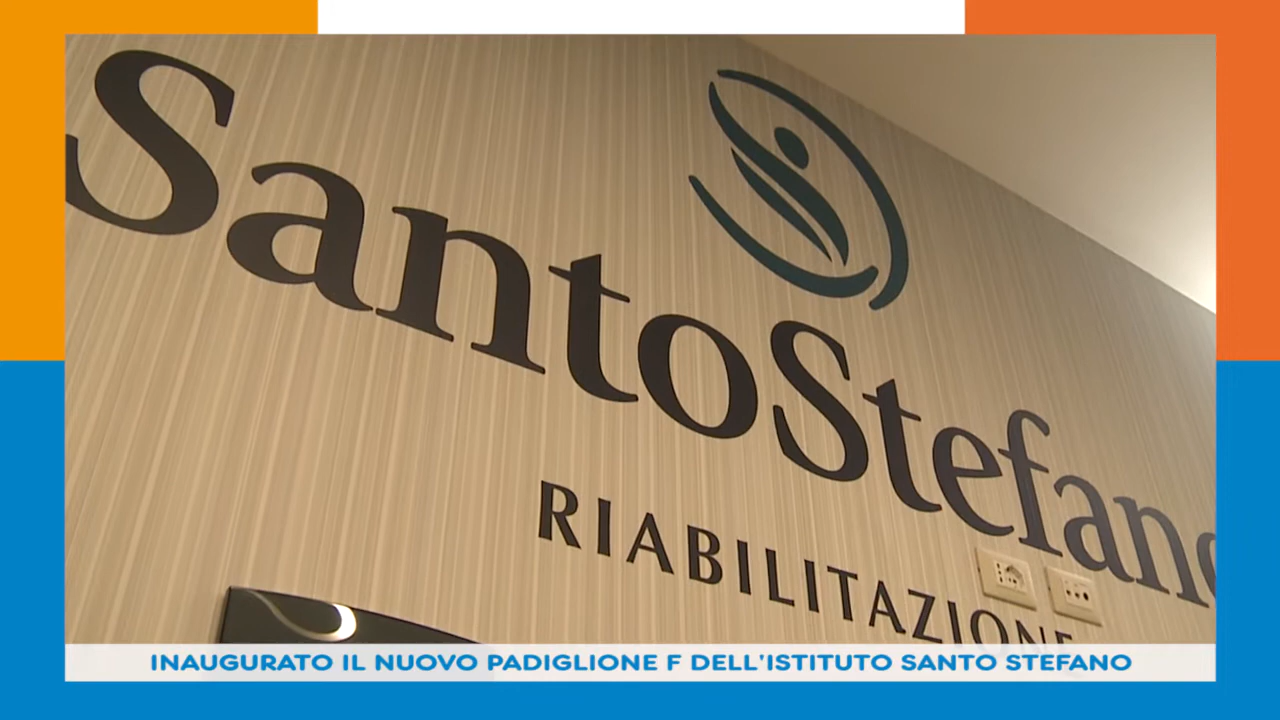 SantoStefano
RIABILITAZIONE
INAUGURATO IL NUOVO PADIGLIONE F DELL'ISTITUTO SANTO STEFANO